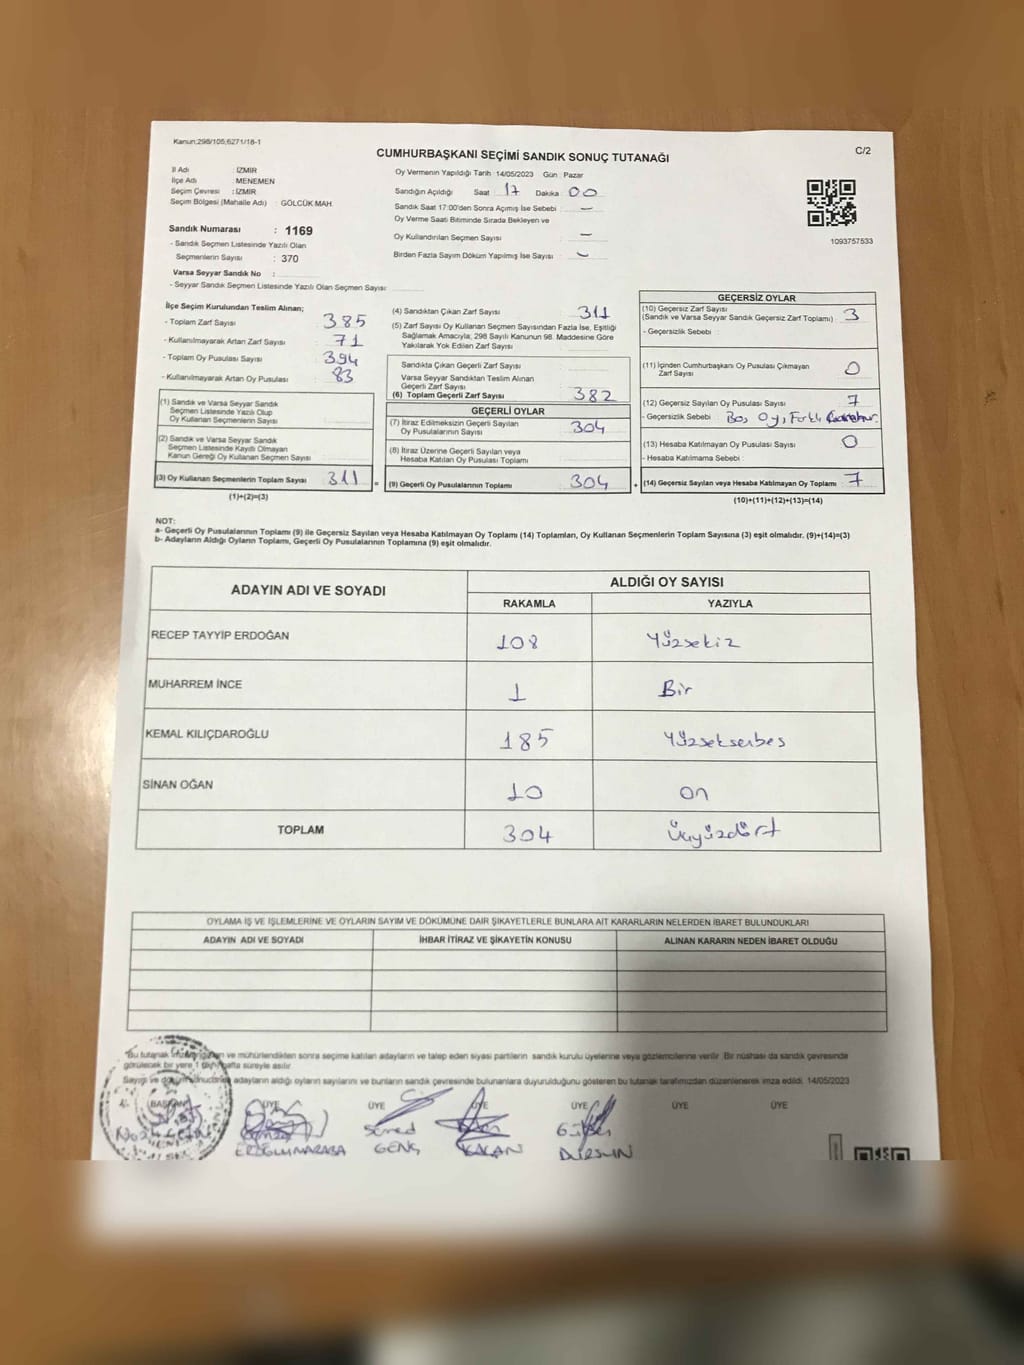 Kanun:298/105;6271/18-1
C/2
CUMHURBAŞKANI SEÇİMİ SANDIK SONUÇ TUTANAĞI
İl Adı : İZMİR
İlçe Adı : MENEMEN
Seçim Çevresi : İZMİR
Seçim Bölgesi (Mahalle Adı) : GÖLCÜK MAH.
Sandık Numarası : 1169
- Sandık Seçmen Listesinde Yazılı Olan
Seçmenlerin Sayısı : 370
Varsa Seyyar Sandık No :
- Seyyar Sandık Seçmen Listesinde Yazılı Olan Seçmen Sayısı
Oy Vermenin Yapıldığı Tarih :14/05/2023 Gün : Pazar
Sandığın Açıldığı Saat 17 Dakika 00
Sandık Saat 17:00'den Sonra Açımış İse Sebebi : –
Oy Verme Saati Bitiminde Sırada Bekleyen ve
Oy Kullandırılan Seçmen Sayısı –
Birden Fazla Sayım Döküm Yapılmış İse Sayısı : –
1093757533
İlçe Seçim Kurulundan Teslim Alınan;
- Toplam Zarf Sayısı 385
- Kullanılmayarak Artan Zarf Sayısı 71
- Toplam Oy Pusulası Sayısı 394
- Kullanılmayarak Artan Oy Pusulası 83
(1) Sandık ve Varsa Seyyar Sandık
Seçmen Listesinde Yazılı Olup
Oy Kullanan Seçmenlerin Sayısı
(2) Sandık ve Varsa Seyyar Sandık
Seçmen Listesinde Kayıtlı Olmayan
Kanun Gereği Oy Kullanan Seçmen Sayısı
(3) Oy Kullanan Seçmenlerin Toplam Sayısı 311 =
(1)+(2)=(3)
(4) Sandıktan Çıkan Zarf Sayısı 311
(5) Zarf Sayısı Oy Kullanan Seçmen Sayısından Fazla İse, Eşitliği
Sağlamak Amacıyla; 298 Sayılı Kanunun 98. Maddesine Göre
Yakılarak Yok Edilen Zarf Sayısı
Sandıkta Çıkan Geçerli Zarf Sayısı
Varsa Seyyar Sandıktan Teslim Alınan
Geçerli Zarf Sayısı
(6) Toplam Geçerli Zarf Sayısı 382
GEÇERLİ OYLAR
(7) İtiraz Edilmeksizin Geçerli Sayılan
Oy Pusulalarının Sayısı 304
(8) İtiraz Üzerine Geçerli Sayılan veya
Hesaba Katılan Oy Pusulası Toplamı
(9) Geçerli Oy Pusulalarının Toplamı 304 +
GEÇERSİZ OYLAR
(10) Geçersiz Zarf Sayısı
(Sandık ve Varsa Seyyar Sandık Geçersiz Zarf Toplamı) : 3
- Geçersizlik Sebebi :
(11) İçinden Cumhurbaşkanı Oy Pusulası Çıkmayan
Zarf Sayısı 0
(12) Geçersiz Sayılan Oy Pusulası Sayısı 7
- Geçersizlik Sebebi Boş Oy, Farklı
(13) Hesaba Katılmayan Oy Pusulası Sayısı 0
- Hesaba Katılmama Sebebi
(14) Geçersiz Sayılan veya Hesaba Katılmayan Oy Toplamı : 7
(10)+(11)+(12)+(13)=(14)
NOT:
a- Geçerli Oy Pusulalarının Toplamı (9) ile Geçersiz Sayılan veya Hesaba Katılmayan Oy Toplamı (14) Toplamları, Oy Kullanan Seçmenlerin Toplam Sayısına (3) eşit olmalıdır. (9)+(14)=(3)
b- Adayların Aldığı Oyların Toplamı, Geçerli Oy Pusulalarının Toplamına (9) eşit olmalıdır.
ADAYIN ADI VE SOYADI ALDIĞI OY SAYISI
RAKAMLA YAZIYLA
RECEP TAYYİP ERDOĞAN 108 Yüzsekiz
MUHARREM İNCE 1 Bir
KEMAL KILIÇDAROĞLU 185 Yüzseksenbeş
SİNAN OĞAN 10 on
TOPLAM 304 Üçyüzdört
OYLAMA İŞ VE İŞLEMLERİNE VE OYLARIN SAYIM VE DÖKÜMÜNE DAİR ŞİKAYETLERLE BUNLARA AİT KARARLARIN NELERDEN İBARET BULUNDUKLARI
ADAYIN ADI VE SOYADI İHBAR İTİRAZ VE ŞİKAYETİN KONUSU ALINAN KARARIN NEDEN İBARET OLDUĞU
"Bu tutanak ve mühürlendikten sonra seçime katılan adayların ve talep eden siyasi partilerin sandık kurulu üyelerine veya gözlemcilerine verilir. Bir nüshası da sandık çevresinde
görülecek bir yere 1 hafta süreyle asılır.
Sayım ve döküm sonucunda adayların aldığı oyların sayılarını ve bunların sandık çevresinde bulunanlara duyurulduğunu gösteren bu tutanak tarafımızdan düzenlenerek imza edildi. 14/05/2023
BAŞKAN ÜYE ÜYE ÜYE ÜYE ÜYE ÜYE
GENÇ KALAN DURSUN